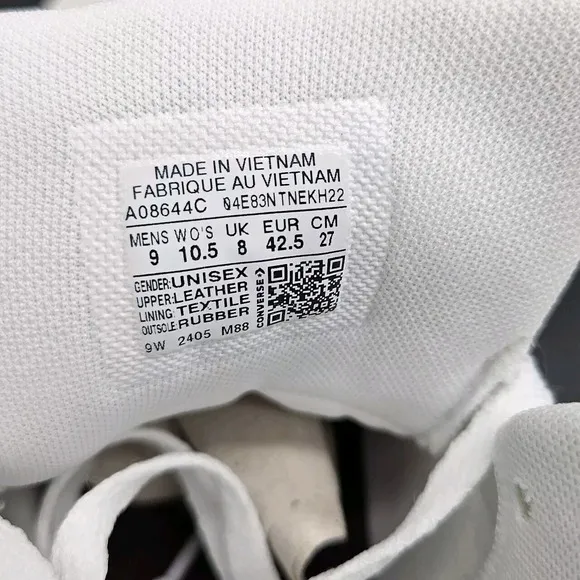 MADE IN VIETNAM
FABRIQUE AU VIETNAM
A08644C 04E83NTNEKH22
MENS WO'S UK EUR CM
9 10.5 8 42.5 27
GENDER:UNISEX
UPPER:LEATHER
LINING TEXTILE
OUTSOLE RUBBER
CONVERSE
9W 2405 M88